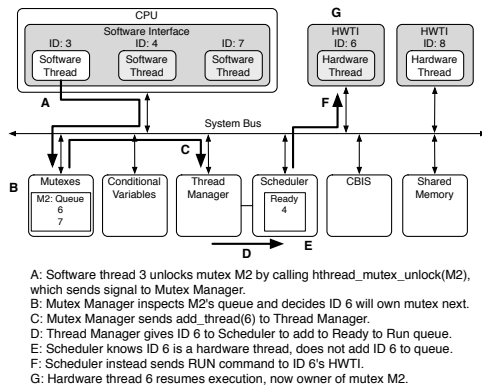 CPU
G
Software Interface
ID: 3 ID: 4 ID: 7
Software Thread
Software Thread
Software Thread
HWTI
ID: 6
Hardware Thread
HWTI
ID: 8
Hardware Thread
A
F
System Bus
C
B
Mutexes
M2: Queue
6
7
Conditional Variables
Thread Manager
Scheduler
Ready
4
CBIS
Shared Memory
D
E
A: Software thread 3 unlocks mutex M2 by calling hthread_mutex_unlock(M2),
which sends signal to Mutex Manager.
B: Mutex Manager inspects M2's queue and decides ID 6 will own mutex next.
C: Mutex Manager sends add_thread(6) to Thread Manager.
D: Thread Manager gives ID 6 to Scheduler to add to Ready to Run queue.
E: Scheduler knows ID 6 is a hardware thread, does not add ID 6 to queue.
F: Scheduler instead sends RUN command to ID 6's HWTI.
G: Hardware thread 6 resumes execution, now owner of mutex M2.